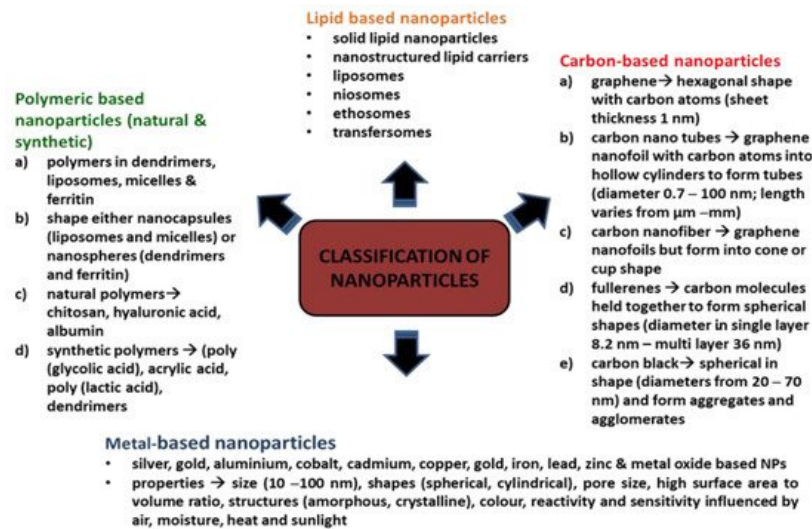 Lipid based nanoparticles
• solid lipid nanoparticles
• nanostructured lipid carriers
• liposomes
• niosomes
• ethosomes
• transfersomes
Polymeric based
nanoparticles (natural &
synthetic)
a) polymers in dendrimers,
liposomes, micelles &
ferritin
b) shape either nanocapsules
(liposomes and micelles) or
nanospheres (dendrimers
and ferritin)
c) natural polymers→
chitosan, hyaluronic acid,
albumin
d) synthetic polymers → (poly
(glycolic acid), acrylic acid,
poly (lactic acid),
dendrimers
CLASSIFICATION OF
NANOPARTICLES
Carbon-based nanoparticles
a) graphene→ hexagonal shape
with carbon atoms (sheet
thickness 1 nm)
b) carbon nano tubes → graphene
nanofoil with carbon atoms into
hollow cylinders to form tubes
(diameter 0.7 – 100 nm; length
varies from μm –mm)
c) carbon nanofiber → graphene
nanofoils but form into cone or
cup shape
d) fullerenes → carbon molecules
held together to form spherical
shapes (diameter in single layer
8.2 nm – multi layer 36 nm)
e) carbon black→ spherical in
shape (diameters from 20 – 70
nm) and form aggregates and
agglomerates
Metal-based nanoparticles
• silver, gold, aluminium, cobalt, cadmium, copper, gold, iron, lead, zinc & metal oxide based NPs
• properties → size (10 –100 nm), shapes (spherical, cylindrical), pore size, high surface area to
volume ratio, structures (amorphous, crystalline), colour, reactivity and sensitivity influenced by
air, moisture, heat and sunlight